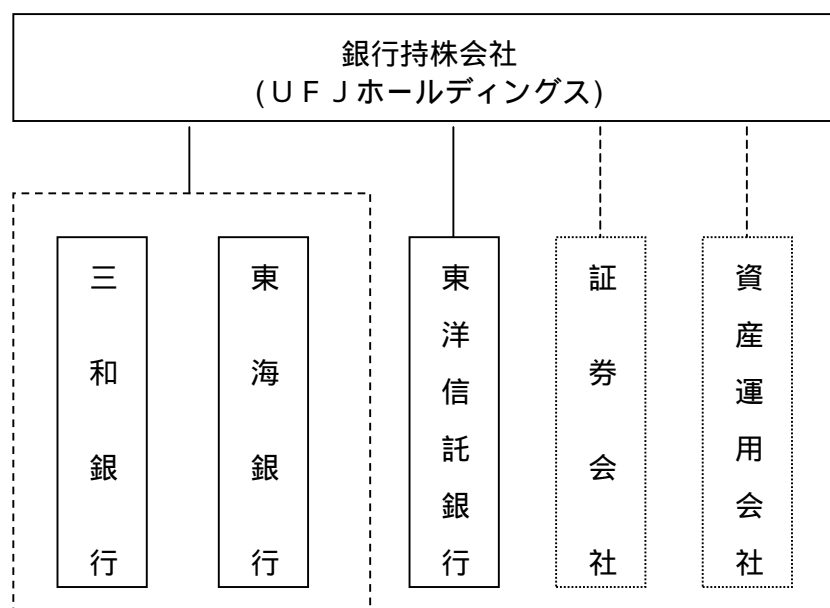 銀行持株会社
(ＵＦＪホールディングス)
三和銀行
東海銀行
東洋信託銀行
証券会社
資産運用会社